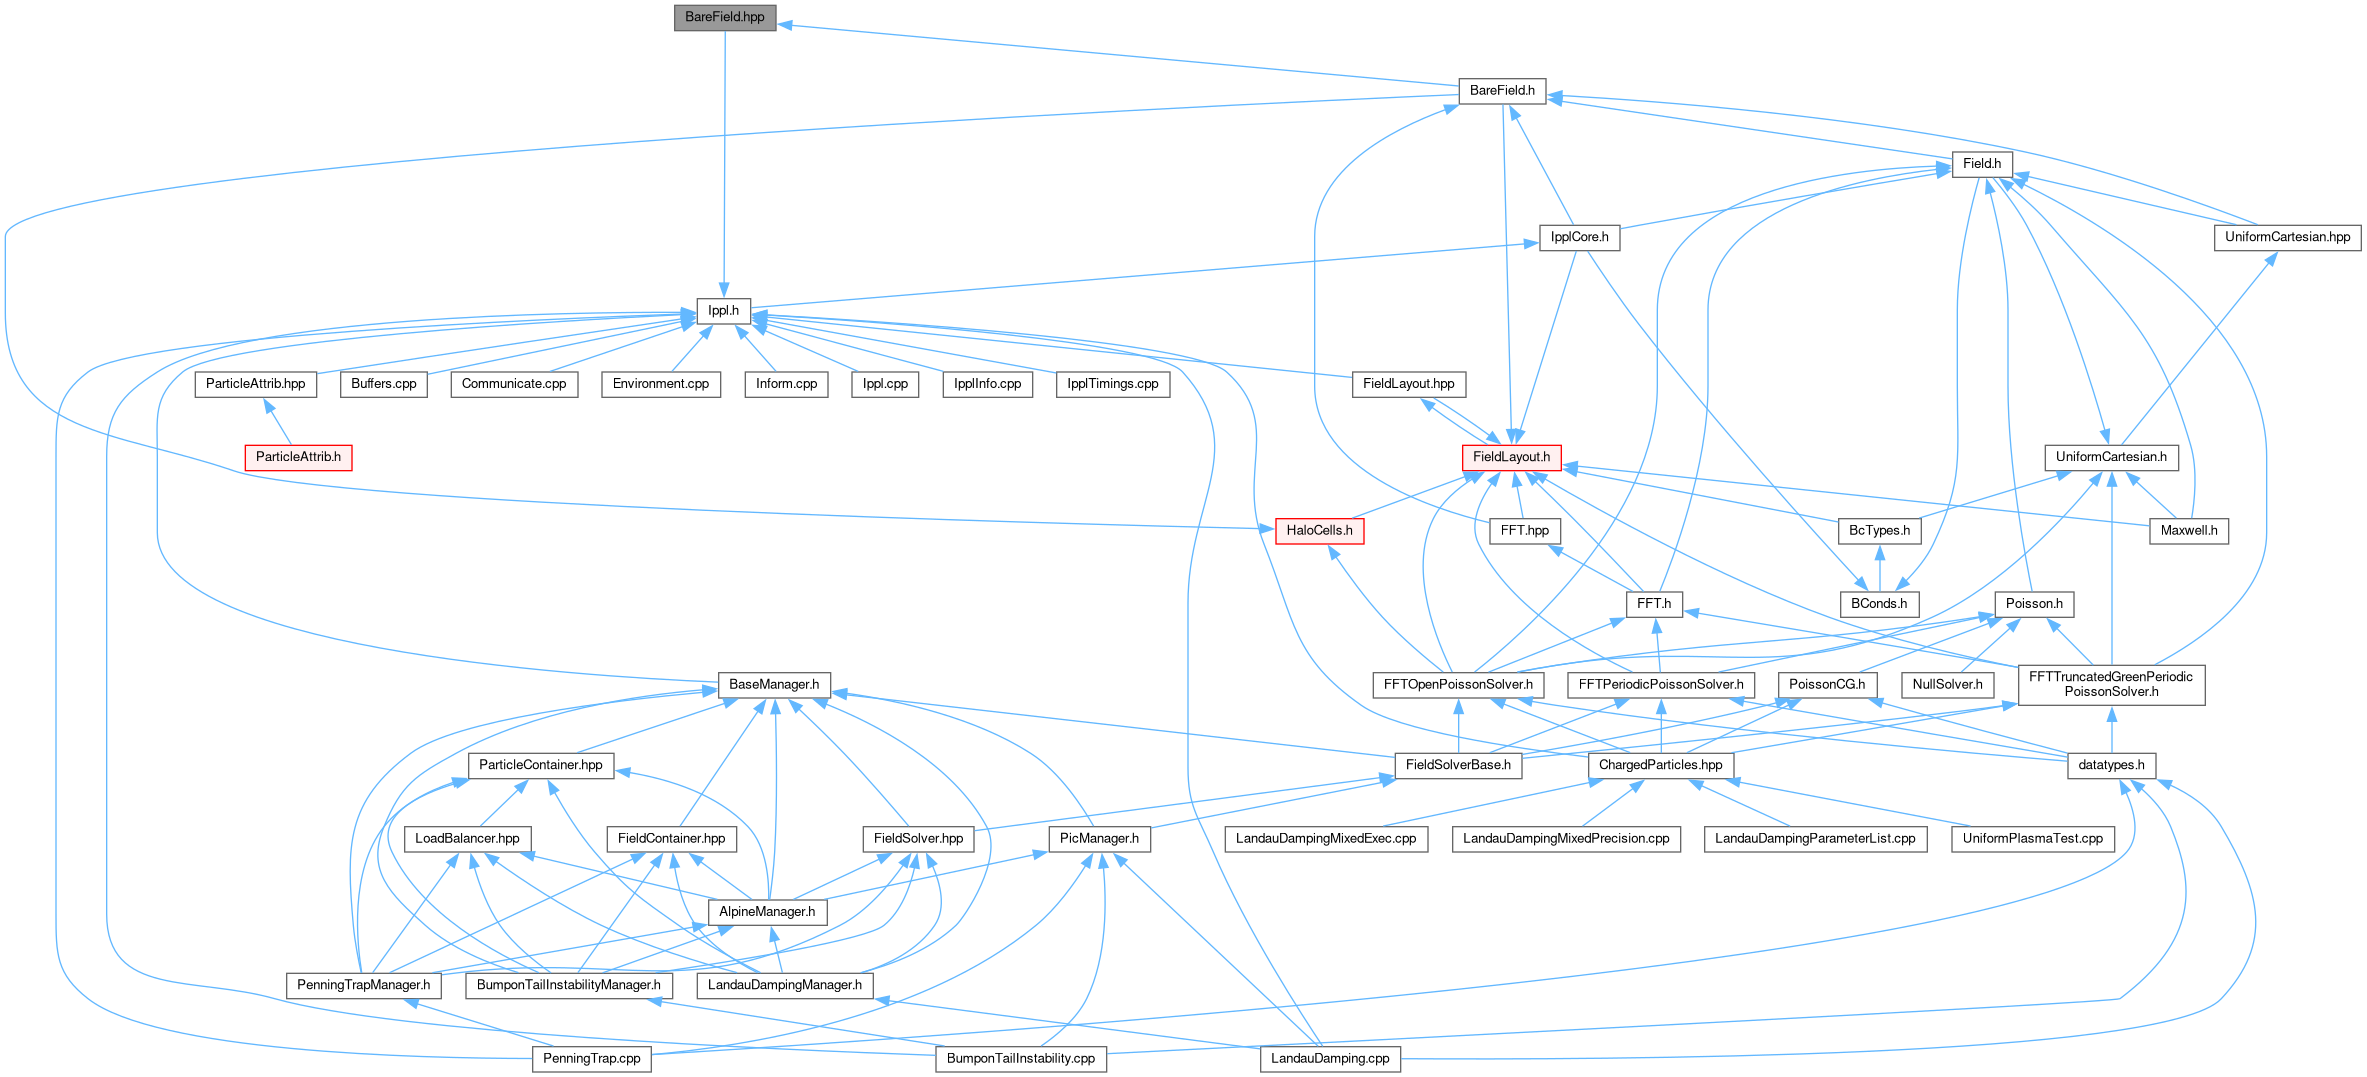 BareField.hpp
BareField.h
Field.h
IpplCore.h
UniformCartesian.hpp
Ippl.h
ParticleAttrib.hpp
Buffers.cpp
Communicate.cpp
Environment.cpp
Inform.cpp
Ippl.cpp
IpplInfo.cpp
IpplTimings.cpp
FieldLayout.hpp
ParticleAttrib.h
FieldLayout.h
UniformCartesian.h
HaloCells.h
FFT.hpp
BcTypes.h
Maxwell.h
FFT.h
BConds.h
Poisson.h
BaseManager.h
FFTOpenPoissonSolver.h
FFTPeriodicPoissonSolver.h
PoissonCG.h
NullSolver.h
FFTTruncatedGreenPeriodic
PoissonSolver.h
ParticleContainer.hpp
FieldSolverBase.h
ChargedParticles.hpp
datatypes.h
LoadBalancer.hpp
FieldContainer.hpp
FieldSolver.hpp
PicManager.h
LandauDampingMixedExec.cpp
LandauDampingMixedPrecision.cpp
LandauDampingParameterList.cpp
UniformPlasmaTest.cpp
AlpineManager.h
PenningTrapManager.h
BumponTailInstabilityManager.h
LandauDampingManager.h
PenningTrap.cpp
BumponTailInstability.cpp
LandauDamping.cpp